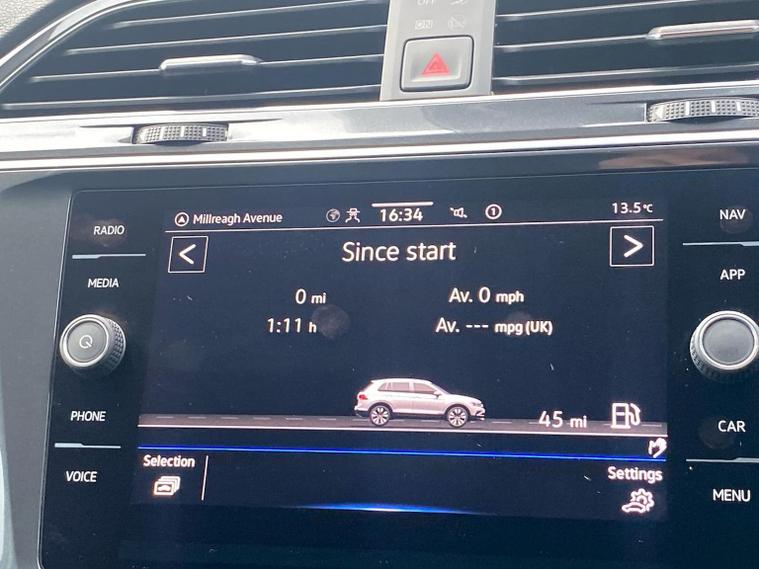 OFF
ON
Millreagh Avenue
16:34
1
13.5°C
RADIO
NAV
<
Since start
>
MEDIA
APP
0 mi
Av. 0 mph
1:11 h
Av. --- mpg (UK)
PHONE
45 mi
CAR
VOICE
Selection
Settings
MENU